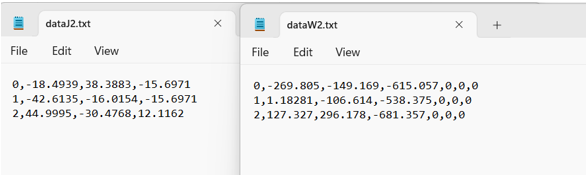 dataJ2.txt
File Edit View
0,-18.4939,38.3883,-15.6971
1,-42.6135,-16.0154,-15.6971
2,44.9995,-30.4768,12.1162
dataW2.txt
File Edit View
0,-269.805,-149.169,-615.057,0,0,0
1,1.18281,-106.614,-538.375,0,0,0
2,127.327,296.178,-681.357,0,0,0